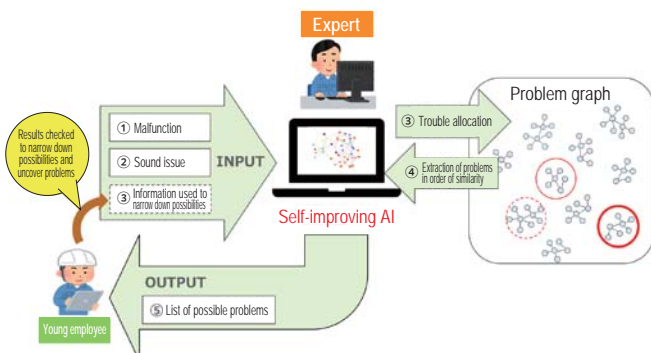 Expert
Results checked
to narrow down
possibilities and
uncover problems
① Malfunction
② Sound issue
③ Information used to
narrow down possibilities
INPUT
Self-improving AI
③ Trouble allocation
④ Extraction of problems
in order of similarity
Problem graph
OUTPUT
⑤ List of possible problems
Young employee